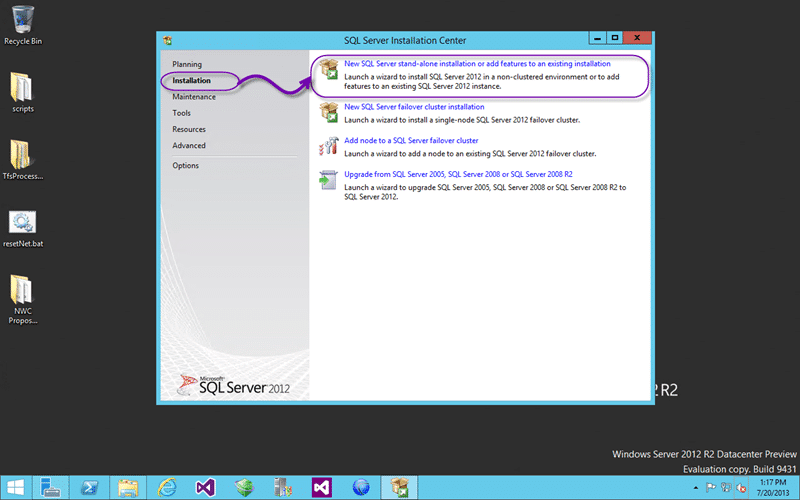 Recycle Bin
scripts
TfsProcess...
resetNet.bat
NWC
Propos...
SQL Server Installation Center
Planning
Installation
Maintenance
Tools
Resources
Advanced
Options
New SQL Server stand-alone installation or add features to an existing installation
Launch a wizard to install SQL Server 2012 in a non-clustered environment or to add
features to an existing SQL Server 2012 instance.
New SQL Server failover cluster installation
Launch a wizard to install a single-node SQL Server 2012 failover cluster.
Add node to a SQL Server failover cluster
Launch a wizard to add a node to an existing SQL Server 2012 failover cluster.
Upgrade from SQL Server 2005, SQL Server 2008 or SQL Server 2008 R2
Launch a wizard to upgrade SQL Server 2005, SQL Server 2008 or SQL Server 2008 R2 to
SQL Server 2012.
Microsoft
SQL Server 2012
2 R2
Windows Server 2012 R2 Datacenter Preview
Evaluation copy. Build 9431
1:17 PM
7/20/2013